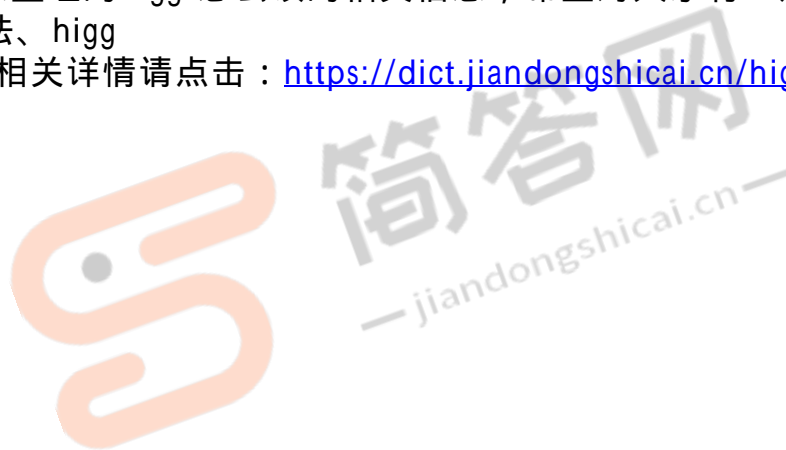 法、higg
相关详情请点击：https://dict.jiandongshicai.cn/hig
简答网
jiandongshicai.cn